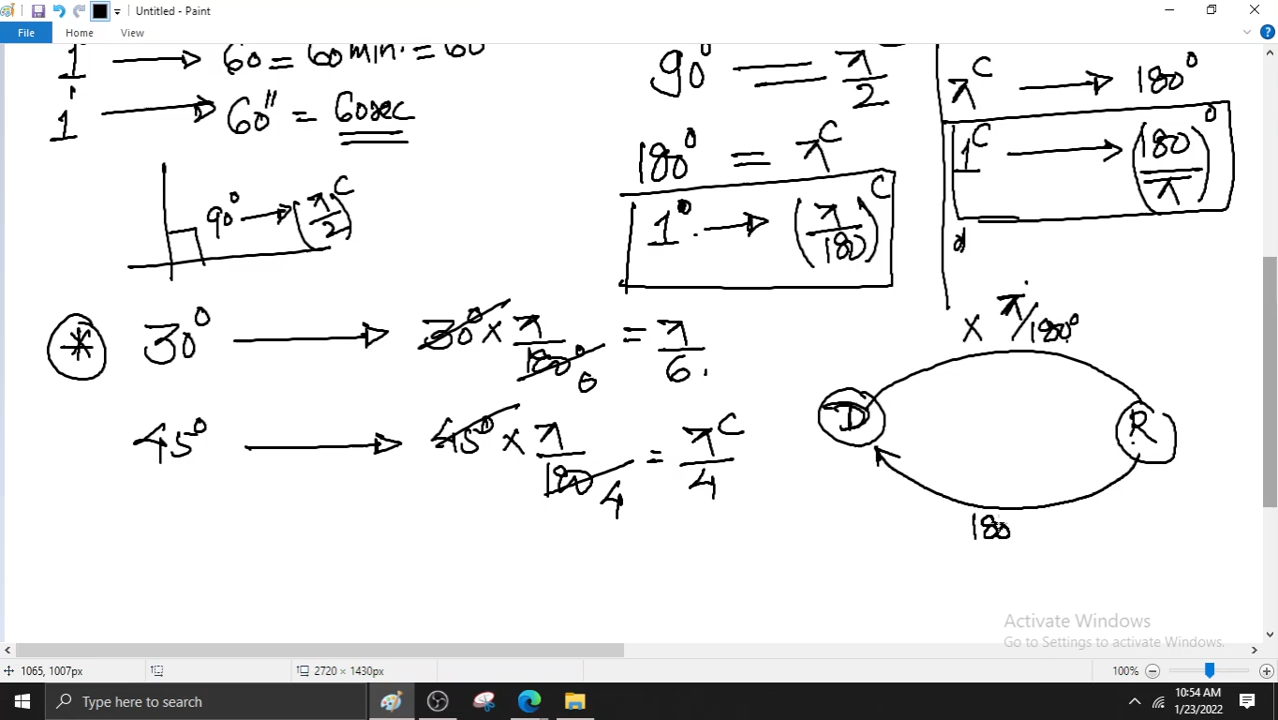 Untitled - Paint
File Home View
1° → 60' = 60 min. = 60
1' → 60'' = 60sec
90° → (π/2)^C
90° = π/2
180° = π^C
1° → (π/180)^C
π^C → 180°
1^C → (180/π)°
* 30° → 30° × π/180° 6 = π/6.
45° → 45° × π/180 4 = π^C/4
× π/180°
D R
180
Activate Windows
Go to Settings to activate Windows.
1065, 1007px 2720 × 1430px 100%
Type here to search
10:54 AM
1/23/2022